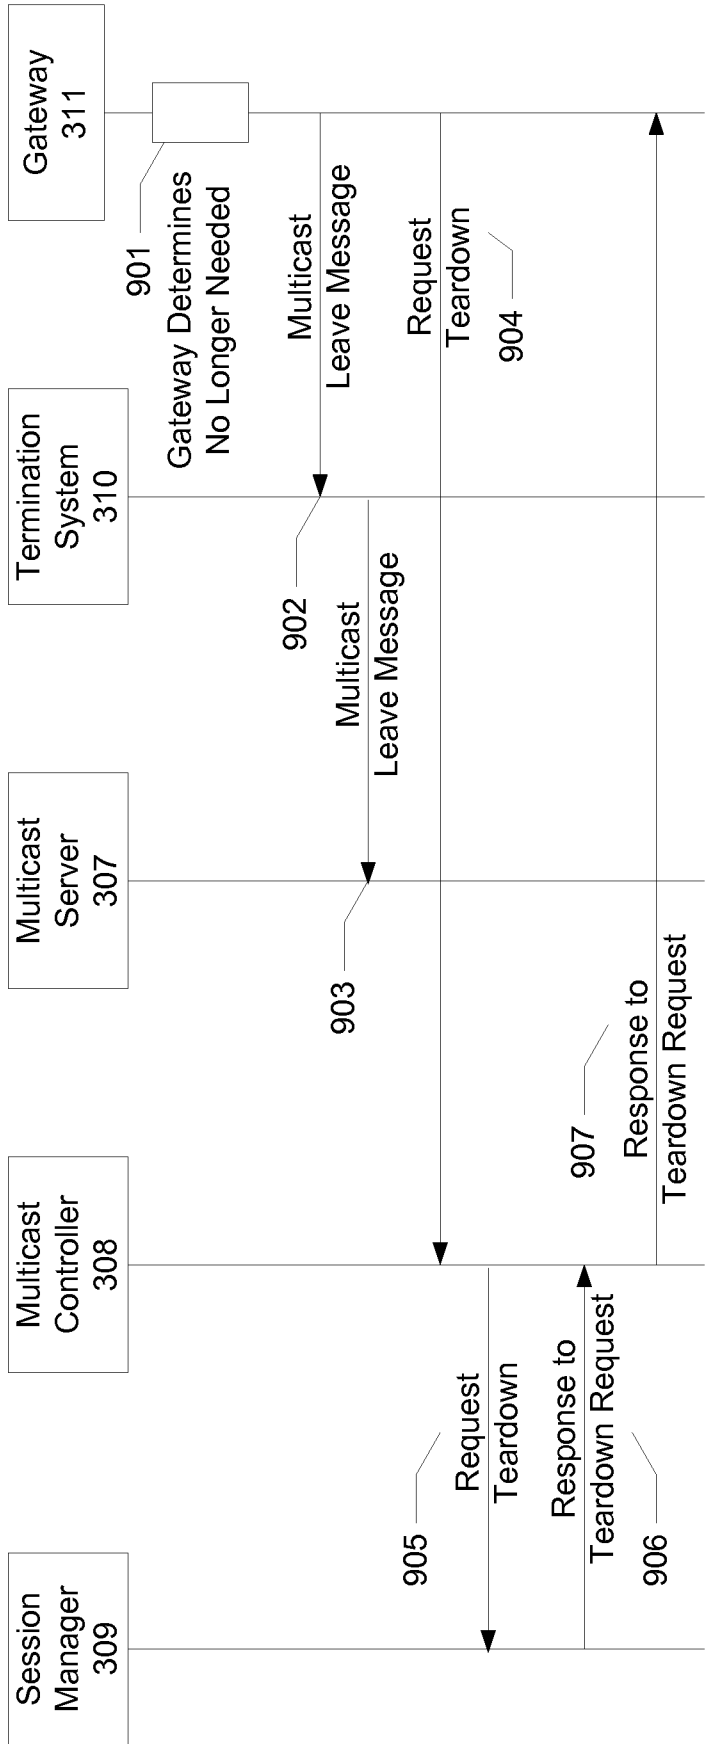 Session
Manager
309
Multicast
Controller
308
Multicast
Server
307
Termination
System
310
Gateway
311
901
Gateway Determines
No Longer Needed
Multicast
Leave Message
902
Multicast
Leave Message
903
Request
Teardown
904
Request
Teardown
905
Response to
Teardown Request
906
Response to
Teardown Request
907